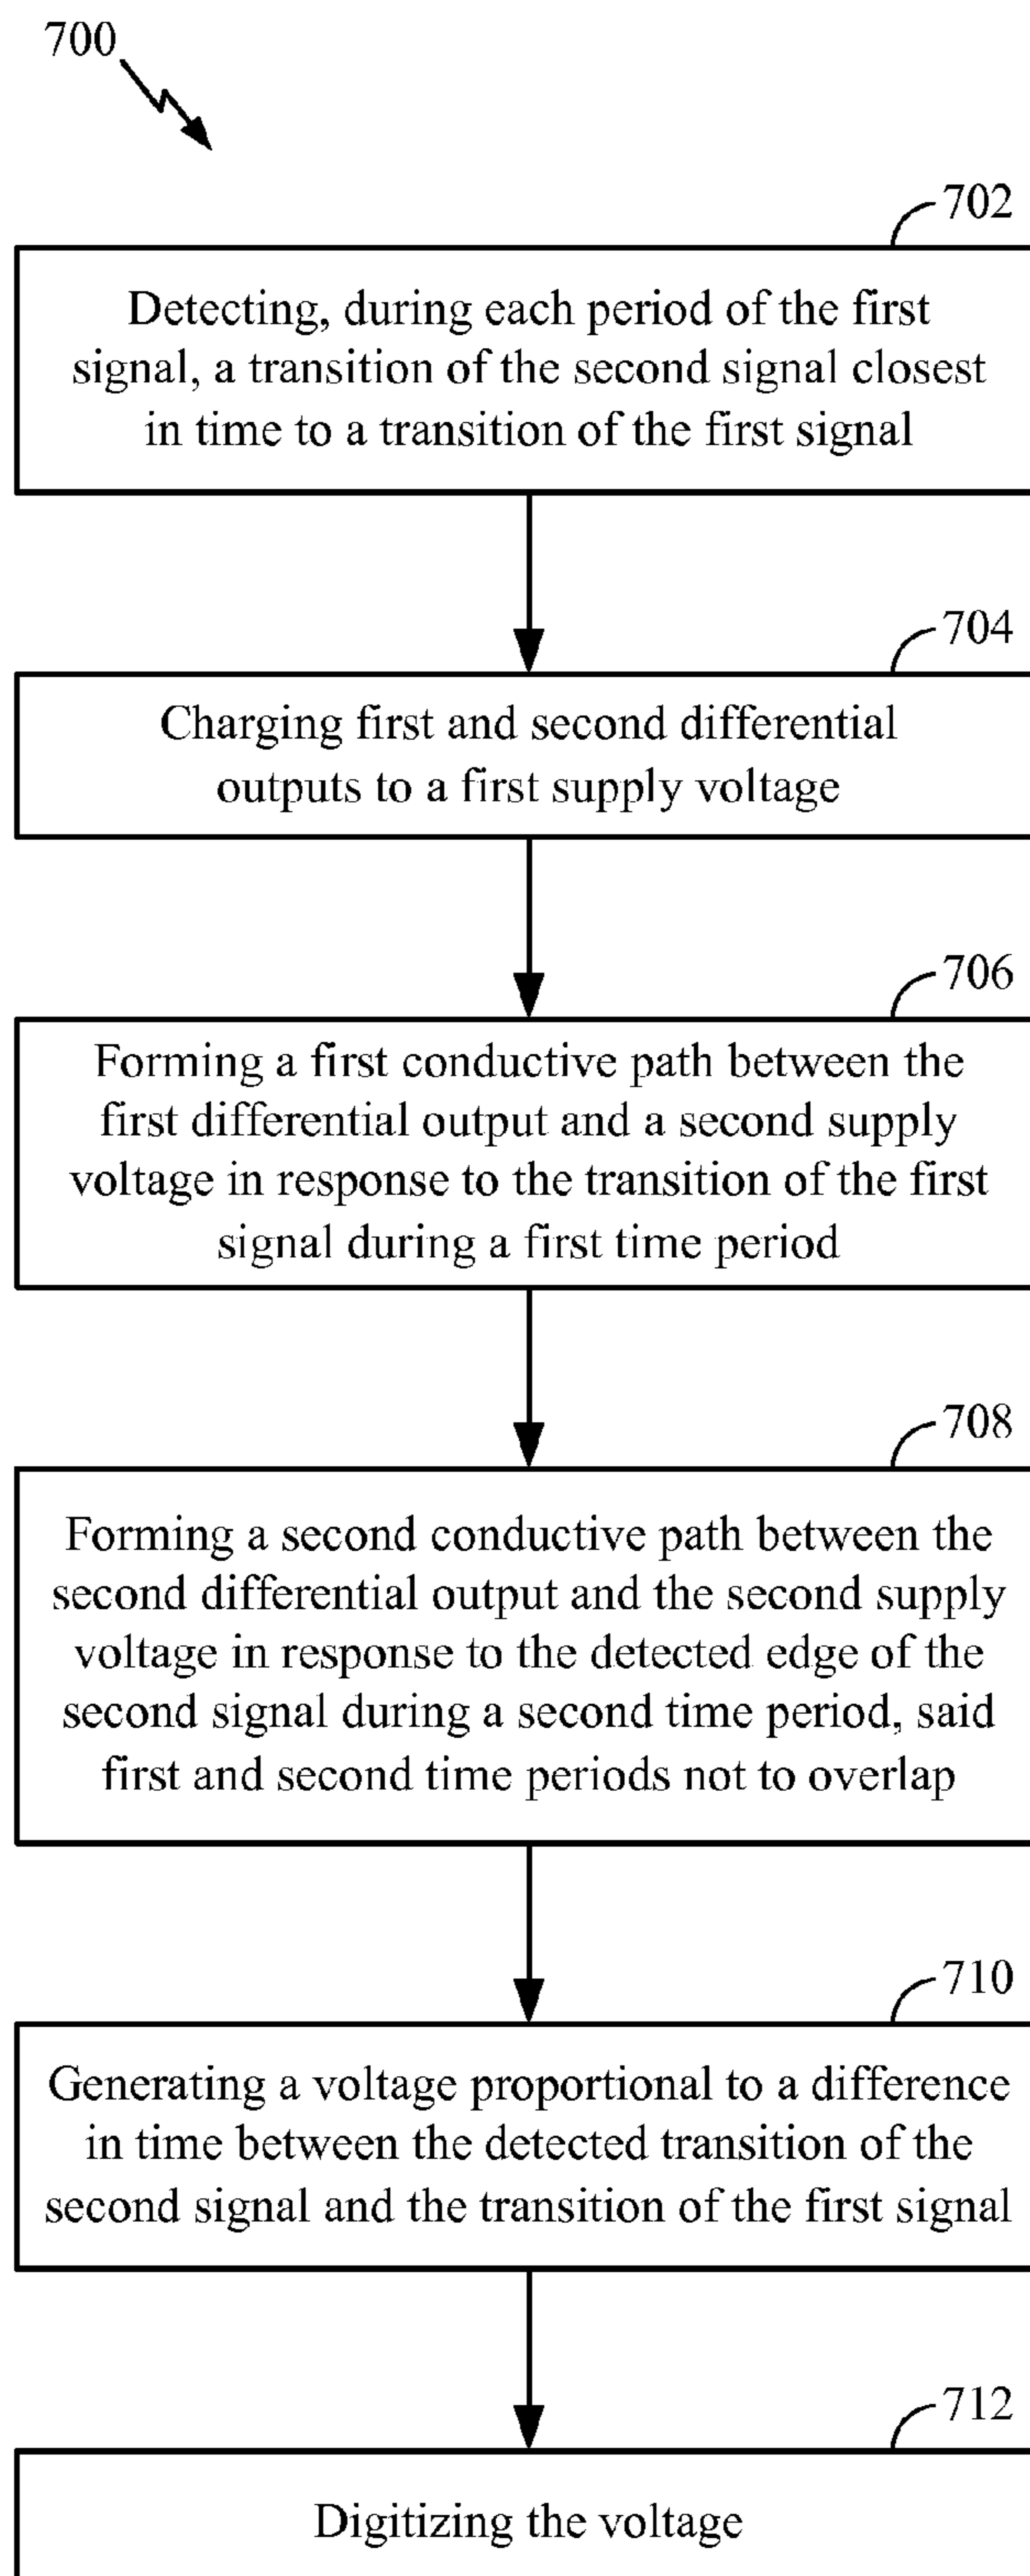 700
702
Detecting, during each period of the first
signal, a transition of the second signal closest
in time to a transition of the first signal
704
Charging first and second differential
outputs to a first supply voltage
706
Forming a first conductive path between the
first differential output and a second supply
voltage in response to the transition of the first
signal during a first time period
708
Forming a second conductive path between the
second differential output and the second supply
voltage in response to the detected edge of the
second signal during a second time period, said
first and second time periods not to overlap
710
Generating a voltage proportional to a difference
in time between the detected transition of the
second signal and the transition of the first signal
712
Digitizing the voltage